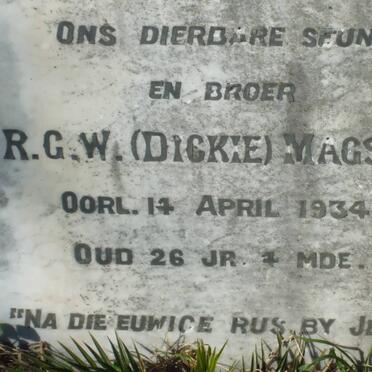 ONS DIERBARE SEUN
EN BROER
R.G.W. (DICKIE) MAGS
OORL. 14 APRIL 1934
OUD 26 JR. 4 MDE.
"NA DIE EUWIGE RUS BY JE